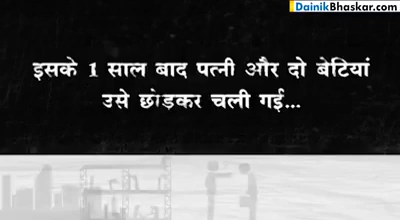 DainikBhaskar.com
इसके 1 साल बाद पत्नी और दो बेटियां
उसे छोड़कर चली गई...